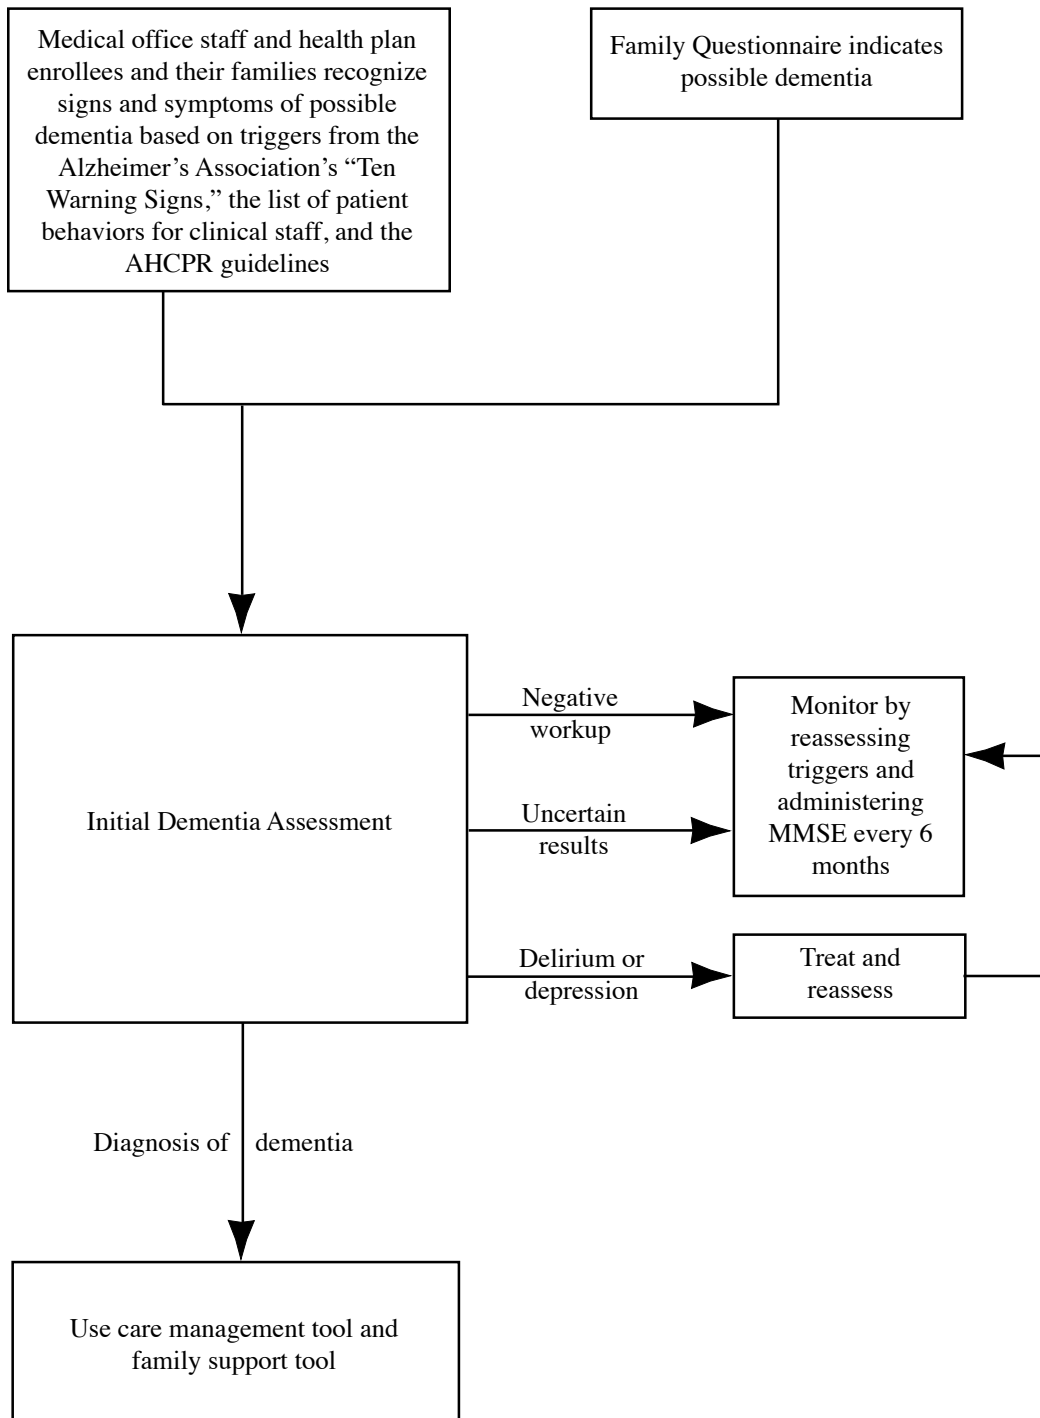 Medical office staff and health plan
enrollees and their families recognize
signs and symptoms of possible
dementia based on triggers from the
Alzheimer’s Association’s “Ten
Warning Signs,” the list of patient
behaviors for clinical staff, and the
AHCPR guidelines
Family Questionnaire indicates
possible dementia
Initial Dementia Assessment
Negative
workup
Uncertain
results
Delirium or
depression
Monitor by
reassessing
triggers and
administering
MMSE every 6
months
Treat and
reassess
Diagnosis of dementia
Use care management tool and
family support tool